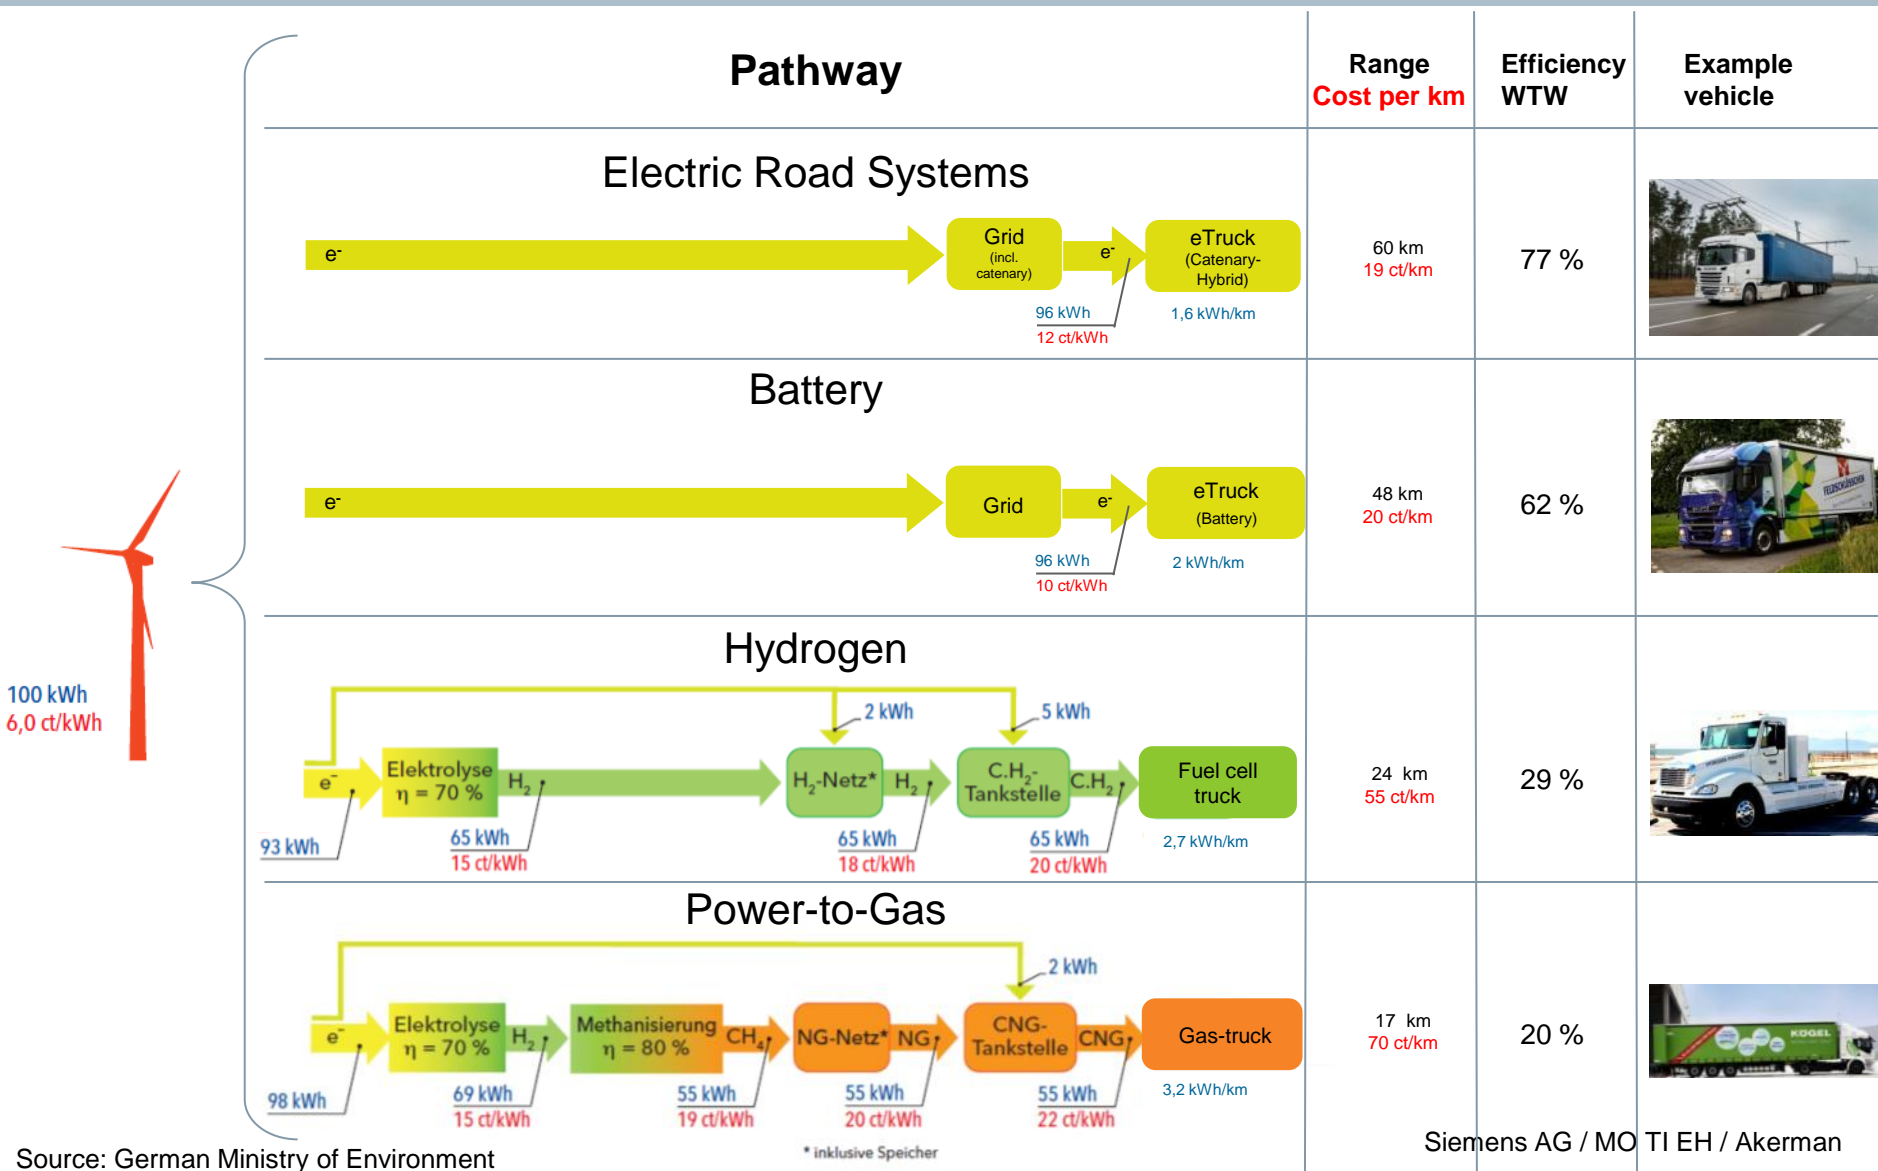 Pathway
Range
Cost per km
Efficiency
WTW
Example
vehicle
100 kWh
6,0 ct/kWh
Electric Road Systems
e-
Grid
(incl.
catenary)
e-
eTruck
(Catenary-
Hybrid)
96 kWh
12 ct/kWh
1,6 kWh/km
60 km
19 ct/km
77 %
Battery
e-
Grid
e-
eTruck
(Battery)
96 kWh
10 ct/kWh
2 kWh/km
48 km
20 ct/km
62 %
FELDSCHLÖSSCHEN
Hydrogen
2 kWh
5 kWh
e-
Elektrolyse
η = 70 %
H2
H2-Netz*
H2
C.H2-
Tankstelle
C.H2
Fuel cell
truck
93 kWh
65 kWh
15 ct/kWh
65 kWh
18 ct/kWh
65 kWh
20 ct/kWh
2,7 kWh/km
24 km
55 ct/km
29 %
Power-to-Gas
2 kWh
e-
Elektrolyse
η = 70 %
H2
Methanisierung
η = 80 %
CH4
NG-Netz*
NG
CNG-
Tankstelle
CNG
Gas-truck
98 kWh
69 kWh
15 ct/kWh
55 kWh
19 ct/kWh
55 kWh
20 ct/kWh
55 kWh
22 ct/kWh
3,2 kWh/km
17 km
70 ct/km
20 %
KÖGEL
* inklusive Speicher
Source: German Ministry of Environment
Siemens AG / MO TI EH / Akerman